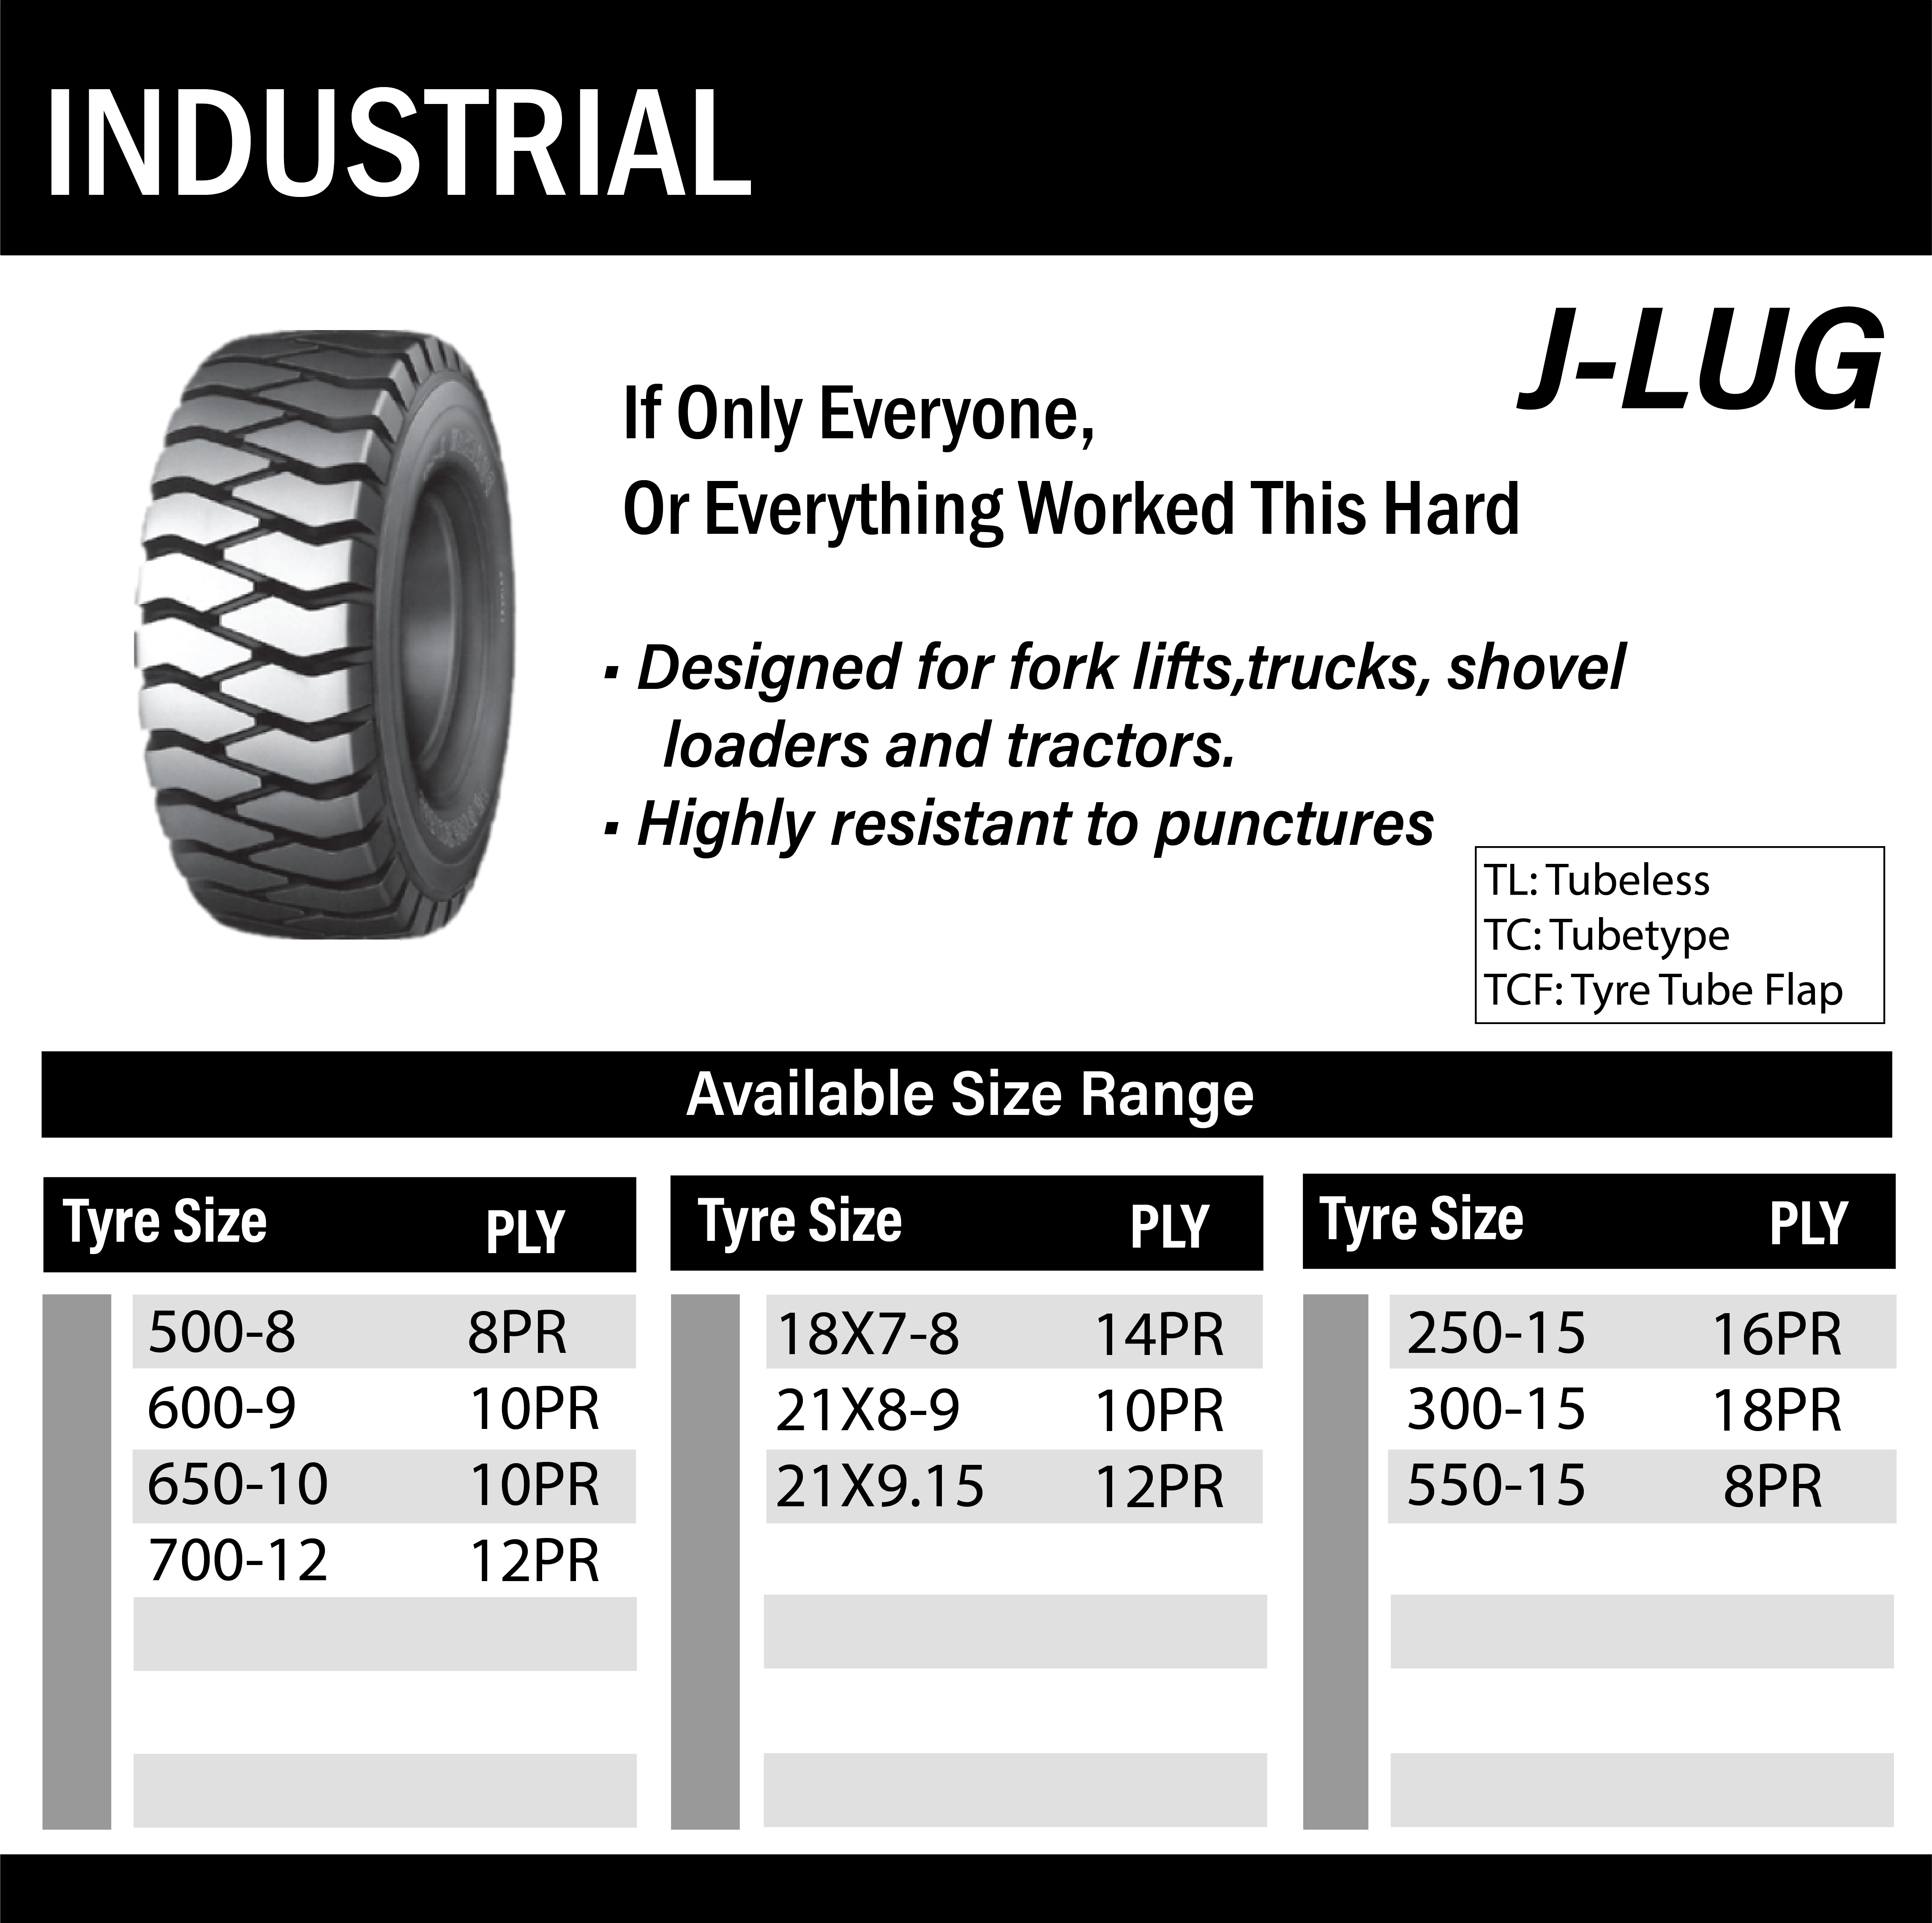 INDUSTRIAL
J-LUG
If Only Everyone,
Or Everything Worked This Hard
· Designed for fork lifts,trucks, shovel
loaders and tractors.
· Highly resistant to punctures
TL: Tubeless
TC: Tubetype
TCF: Tyre Tube Flap
Available Size Range
Tyre Size PLY
500-8 8PR
600-9 10PR
650-10 10PR
700-12 12PR
Tyre Size PLY
18X7-8 14PR
21X8-9 10PR
21X9.15 12PR
Tyre Size PLY
250-15 16PR
300-15 18PR
550-15 8PR